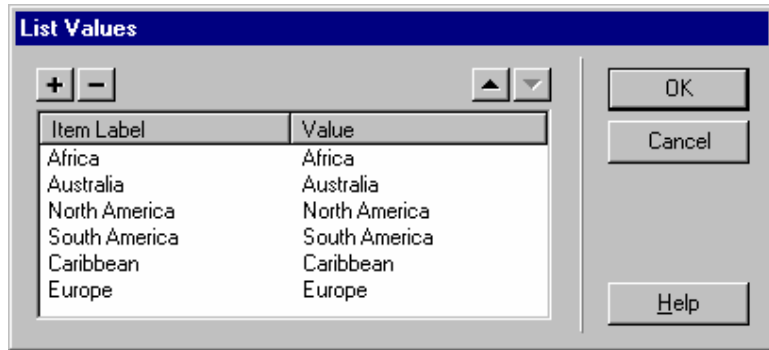 List Values
+ −
OK
Item Label Value
Cancel
Africa Africa
Australia Australia
North America North America
South America South America
Caribbean Caribbean
Europe Europe
Help